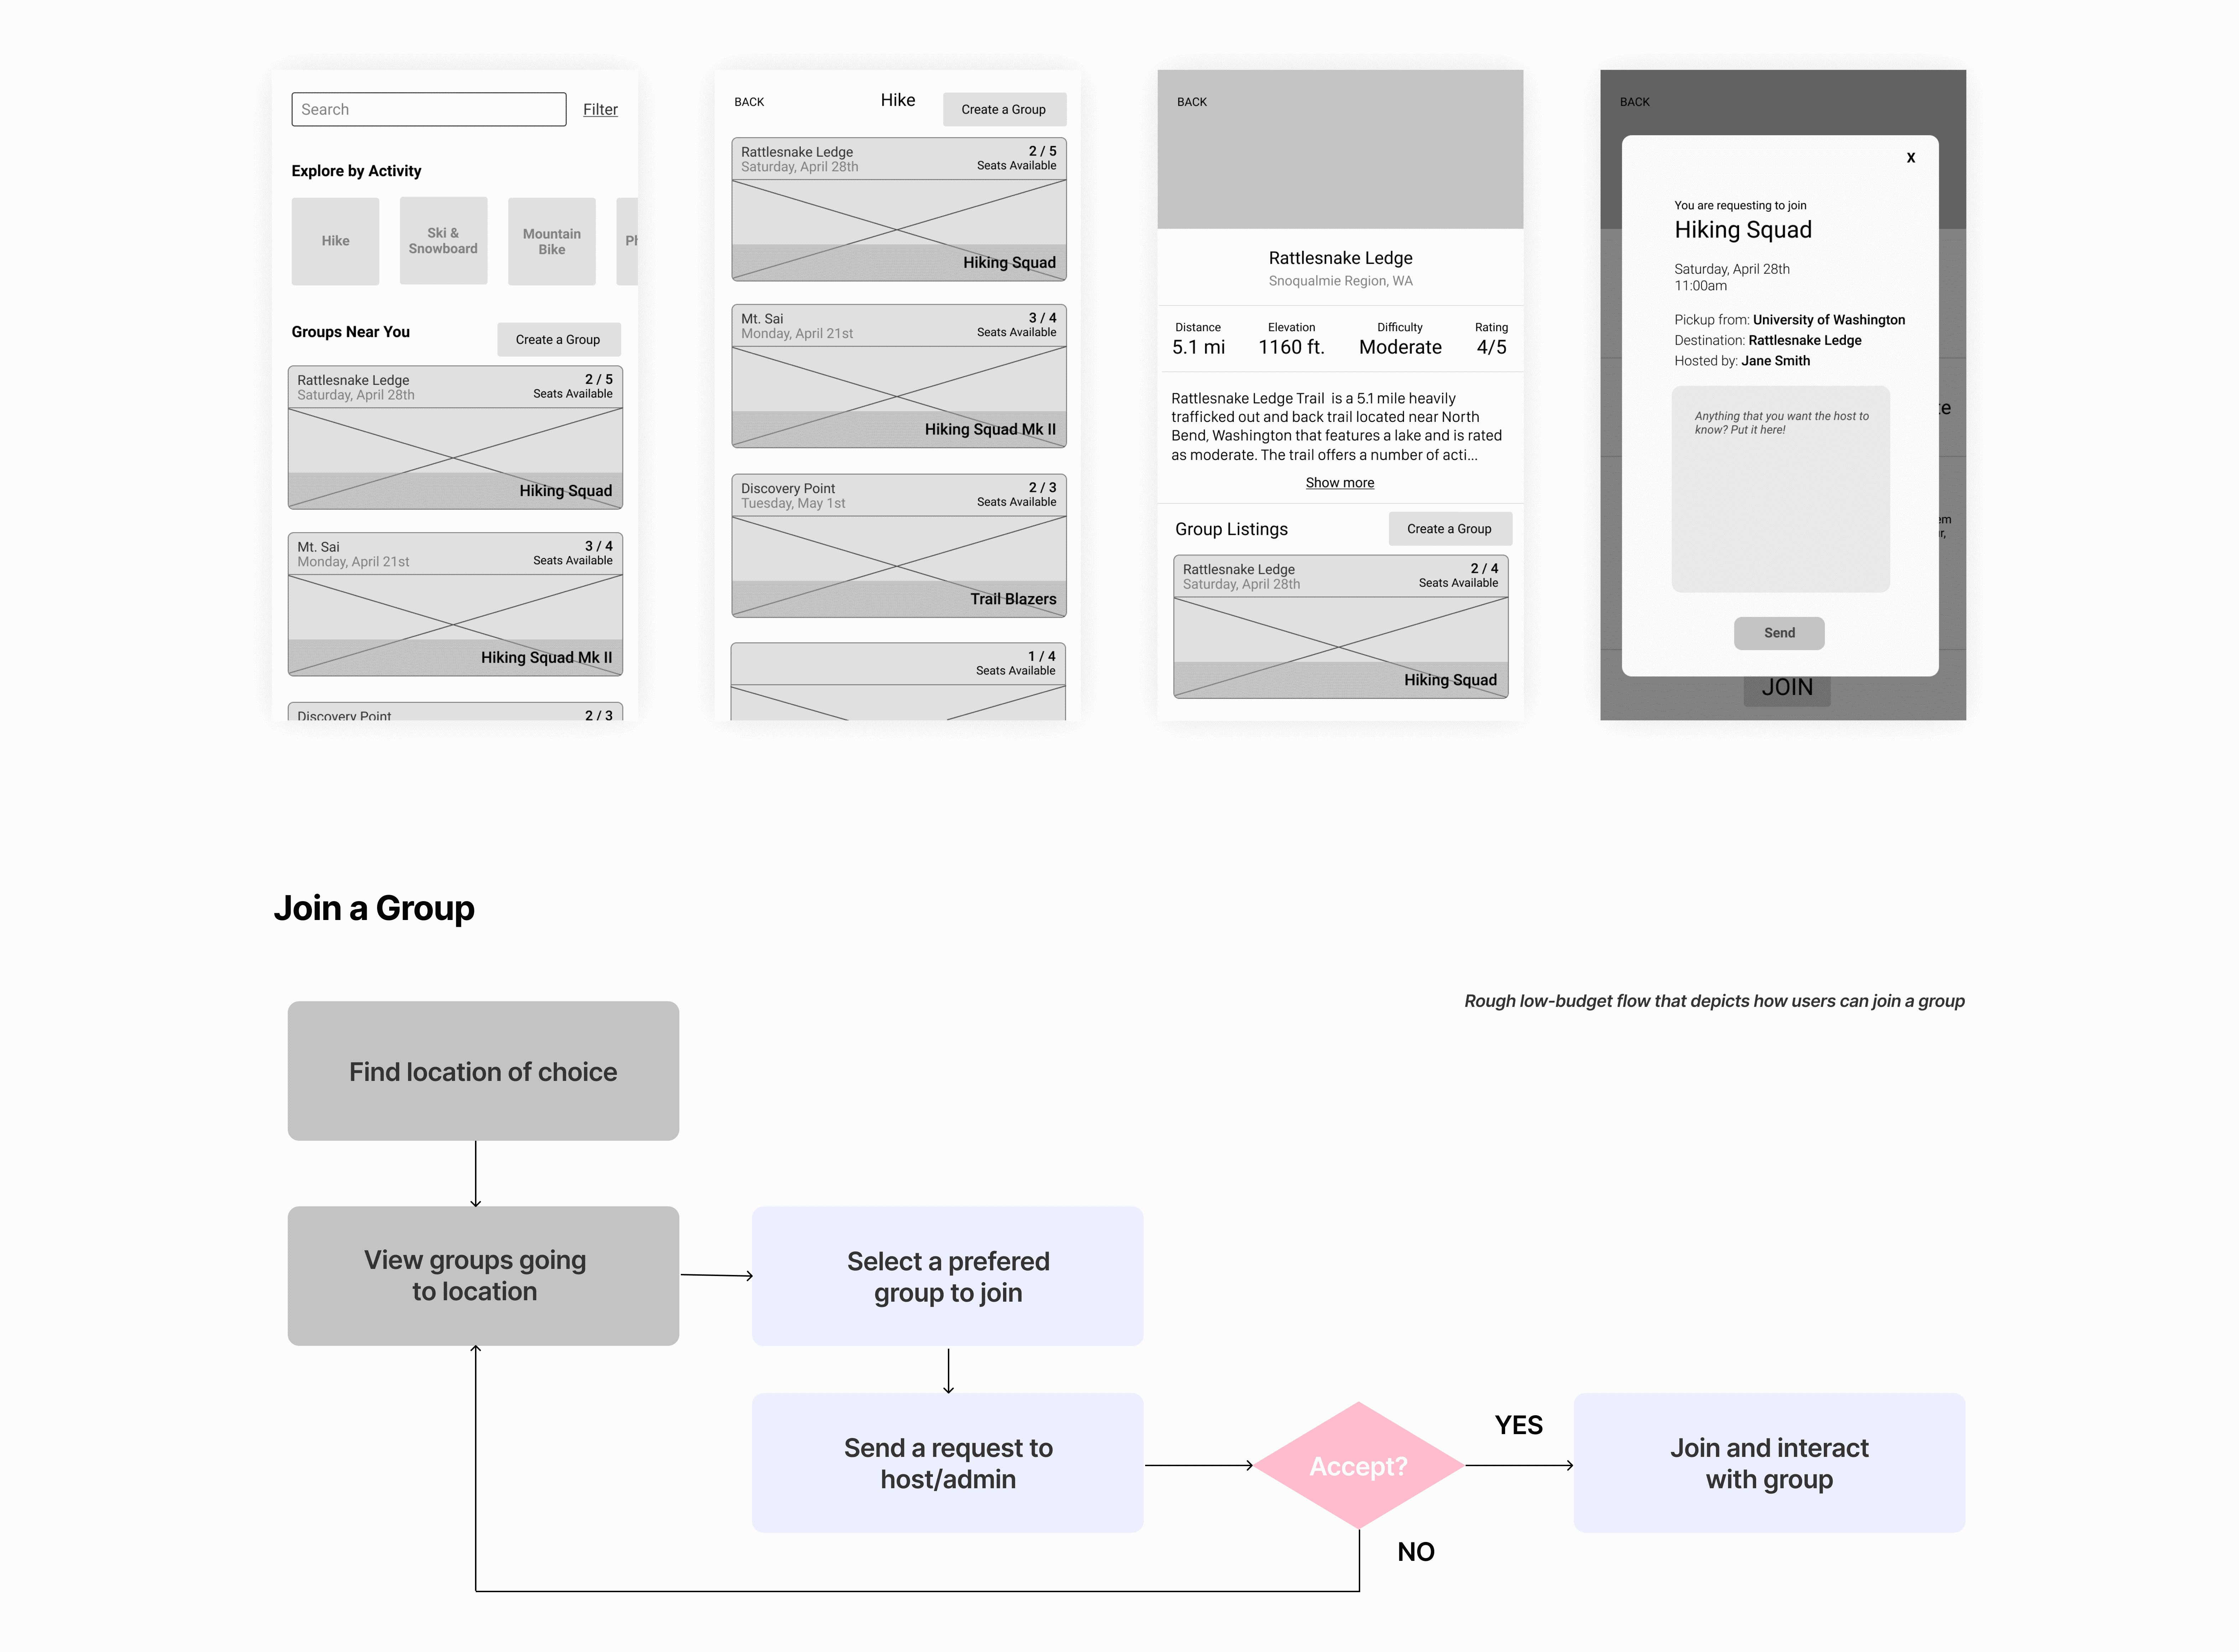 Search
Filter
Explore by Activity
Hike
Ski &
Snowboard
Mountain
Bike
Groups Near You
Create a Group
Rattlesnake Ledge
2 / 5
Saturday, April 28th
Seats Available
Hiking Squad
Mt. Sai
3 / 4
Monday, April 21st
Seats Available
Hiking Squad Mk II
Discovery Point
2 / 3
BACK
Hike
Create a Group
Rattlesnake Ledge
2 / 5
Saturday, April 28th
Seats Available
Hiking Squad
Mt. Sai
3 / 4
Monday, April 21st
Seats Available
Hiking Squad Mk II
Discovery Point
2 / 3
Tuesday, May 1st
Seats Available
Trail Blazers
1 / 4
Seats Available
BACK
Rattlesnake Ledge
Snoqualmie Region, WA
Distance
Elevation
Difficulty
Rating
5.1 mi
1160 ft.
Moderate
4/5
Rattlesnake Ledge Trail is a 5.1 mile heavily
trafficked out and back trail located near North
Bend, Washington that features a lake and is rated
as moderate. The trail offers a number of acti...
Show more
Group Listings
Create a Group
Rattlesnake Ledge
2 / 4
Saturday, April 28th
Seats Available
Hiking Squad
BACK
X
You are requesting to join
Hiking Squad
Saturday, April 28th
11:00am
Pickup from: University of Washington
Destination: Rattlesnake Ledge
Hosted by: Jane Smith
Anything that you want the host to
know? Put it here!
Send
JOIN
Join a Group
Rough low-budget flow that depicts how users can join a group
Find location of choice
View groups going
to location
Select a prefered
group to join
Send a request to
host/admin
Accept?
YES
NO
Join and interact
with group